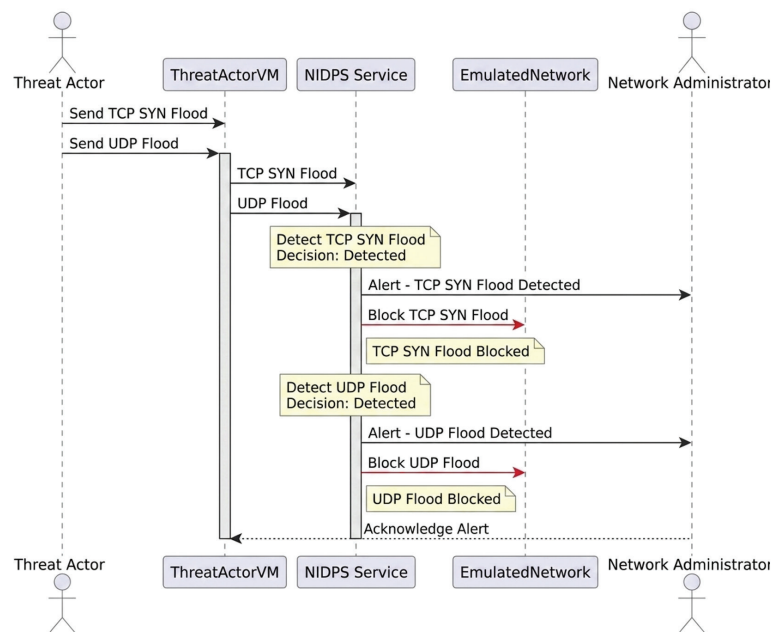 Threat Actor
ThreatActorVM
NIDPS Service
EmulatedNetwork
Network Administrator
Send TCP SYN Flood
Send UDP Flood
TCP SYN Flood
UDP Flood
Detect TCP SYN Flood
Decision: Detected
Alert - TCP SYN Flood Detected
Block TCP SYN Flood
TCP SYN Flood Blocked
Detect UDP Flood
Decision: Detected
Alert - UDP Flood Detected
Block UDP Flood
UDP Flood Blocked
Acknowledge Alert
Threat Actor
ThreatActorVM
NIDPS Service
EmulatedNetwork
Network Administrator